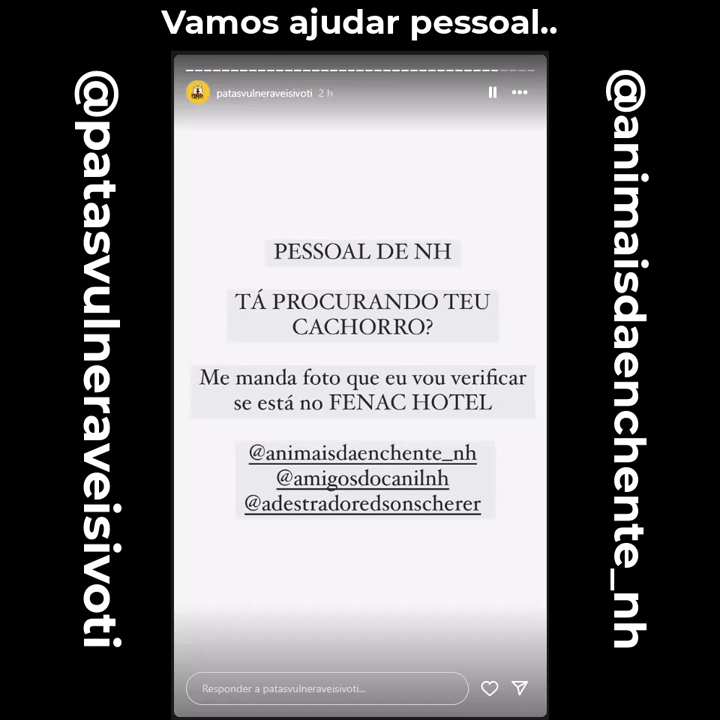 Vamos ajudar pessoal..
@patasvulneraveisivoti
patasvulneraveisivoti 2 h
PESSOAL DE NH
TÁ PROCURANDO TEU
CACHORRO?
Me manda foto que eu vou verificar
se está no FENAC HOTEL
@animaisdaenchente_nh
@amigosdocanilnh
@adestradoredsonscherer
Responder a patasvulneraveisivoti...
@animaisdaenchente_nh